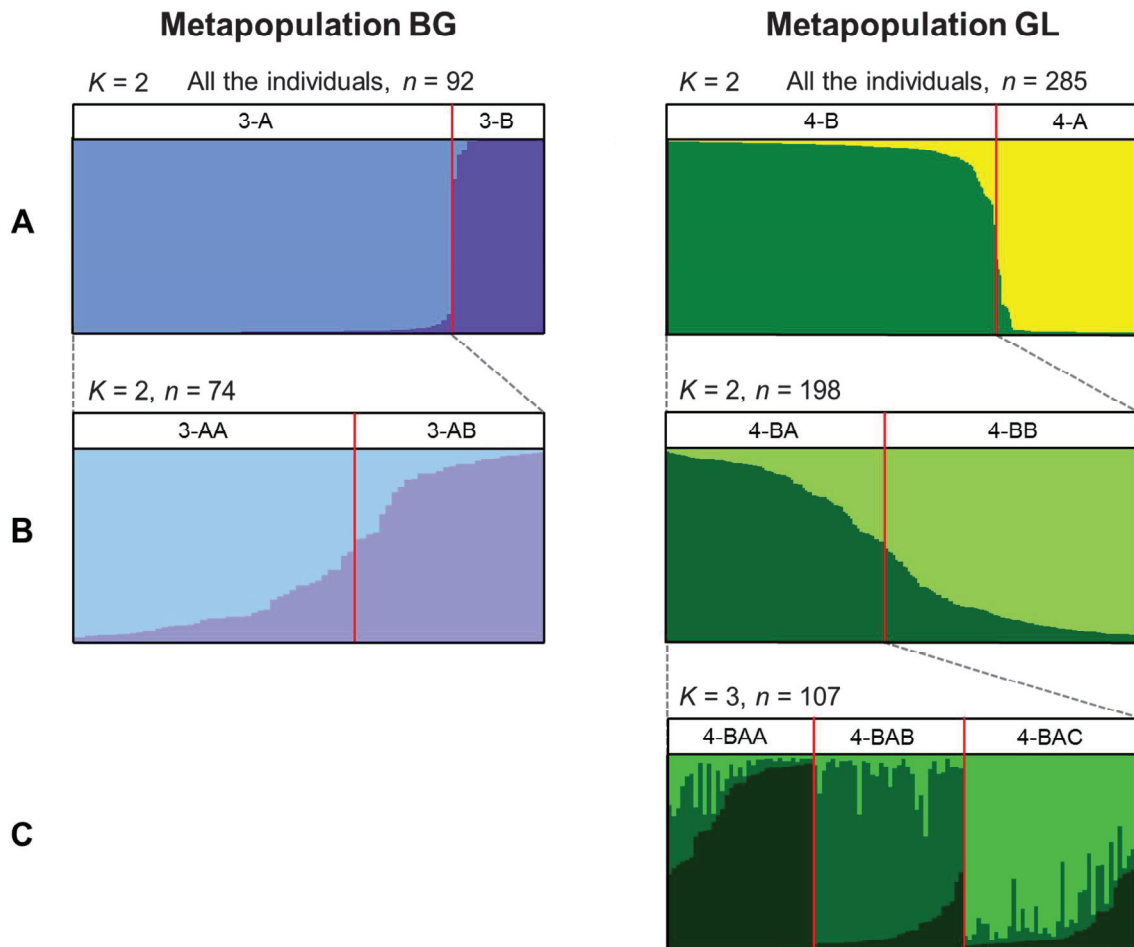 Metapopulation BG
Metapopulation GL
K = 2 All the individuals, n = 92
K = 2 All the individuals, n = 285
3-A 3-B
4-B 4-A
A
K = 2, n = 74
K = 2, n = 198
3-AA 3-AB
4-BA 4-BB
B
K = 3, n = 107
4-BAA 4-BAB 4-BAC
C